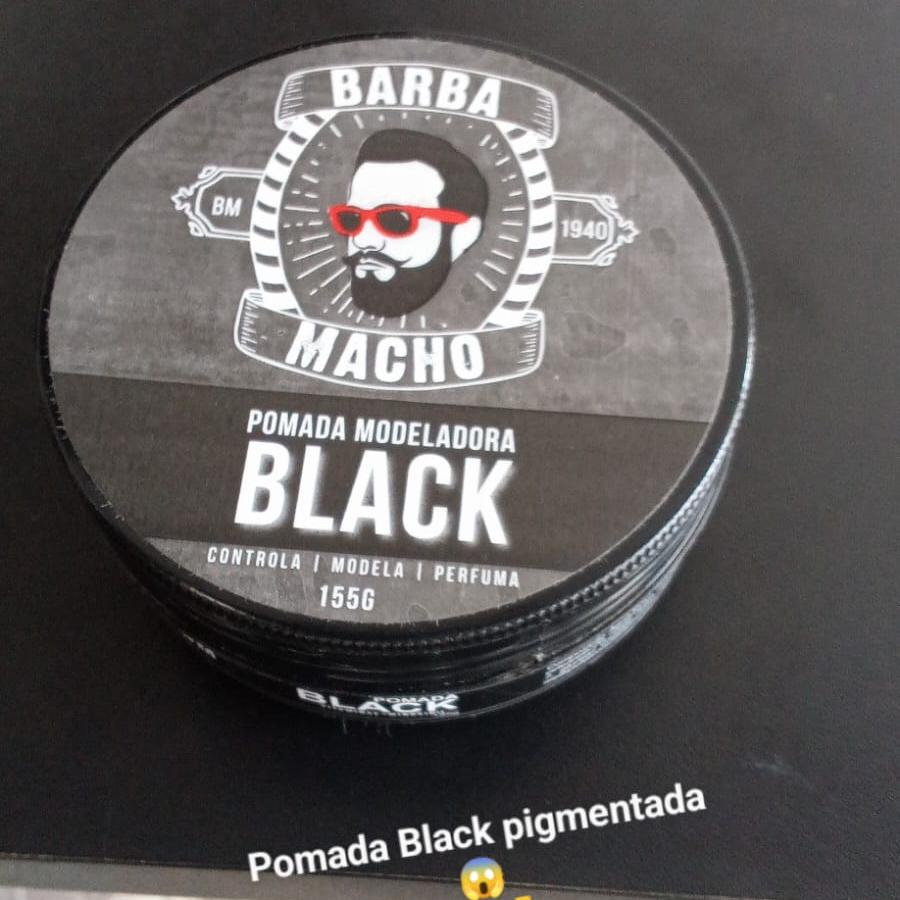 BARBA
BM
1940
MACHO
POMADA MODELADORA
BLACK
CONTROLA | MODELA | PERFUMA
155G
POMADA
BLACK
Pomada Black pigmentada
😱